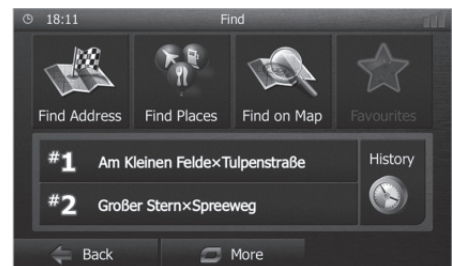 18:11 Find
Find Address Find Places Find on Map Favourites
#1 Am Kleinen Felde×Tulpenstraße History
#2 Großer Stern×Spreeweg
Back More